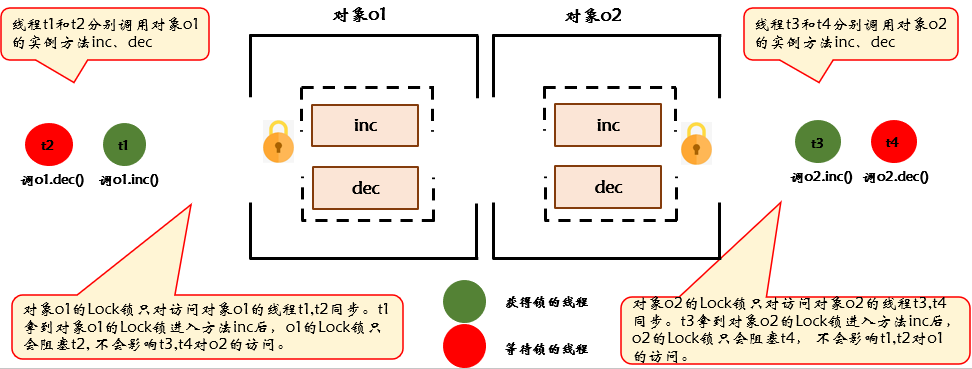 线程t1和t2分别调用对象o1
的实例方法inc、dec
对象o1
对象o2
线程t3和t4分别调用对象o2
的实例方法inc、dec
inc
dec
inc
dec
t2
t1
调o1.dec()
调o1.inc()
t3
t4
调o2.inc()
调o2.dec()
对象o1的Lock锁只对访问对象o1的线程t1,t2同步。t1
拿到对象o1的Lock锁进入方法inc后，o1的Lock锁只
会阻塞t2, 不会影响t3,t4对o2的访问。
获得锁的线程
等待锁的线程
对象o2的Lock锁只对访问对象o2的线程t3,t4
同步。t3拿到对象o2的Lock锁进入方法inc后，
o2的Lock锁只会阻塞t4， 不会影响t1,t2对o1
的访问。